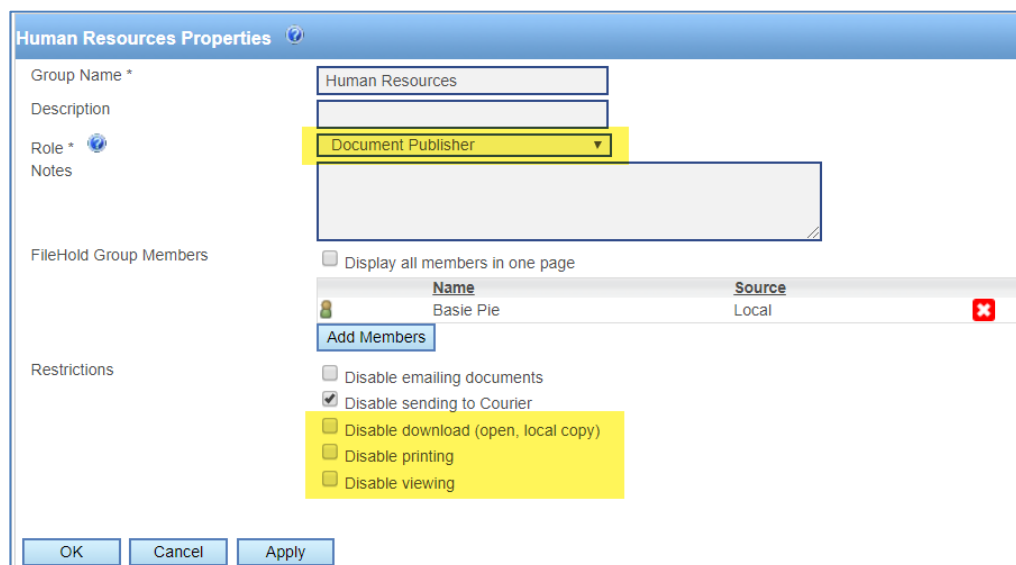 Human Resources Properties
Group Name * Human Resources
Description
Role * Document Publisher
Notes
FileHold Group Members
Display all members in one page
Name Source
Basie Pie Local
Add Members
Restrictions
Disable emailing documents
Disable sending to Courier
Disable download (open, local copy)
Disable printing
Disable viewing
OK Cancel Apply